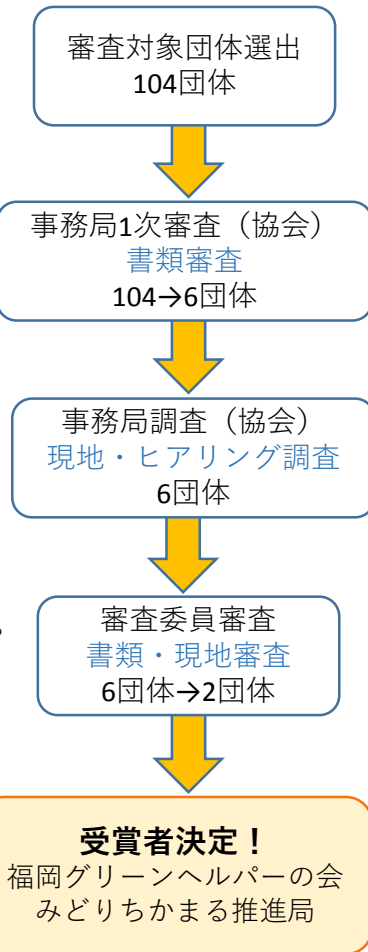 審査対象団体選出
104団体
事務局1次審査（協会）
書類審査
104→6団体
事務局調査（協会）
現地・ヒアリング調査
6団体
。
審査委員審査
書類・現地審査
6団体→2団体
受賞者決定！
福岡グリーンヘルパーの会
みどりちかまる推進局